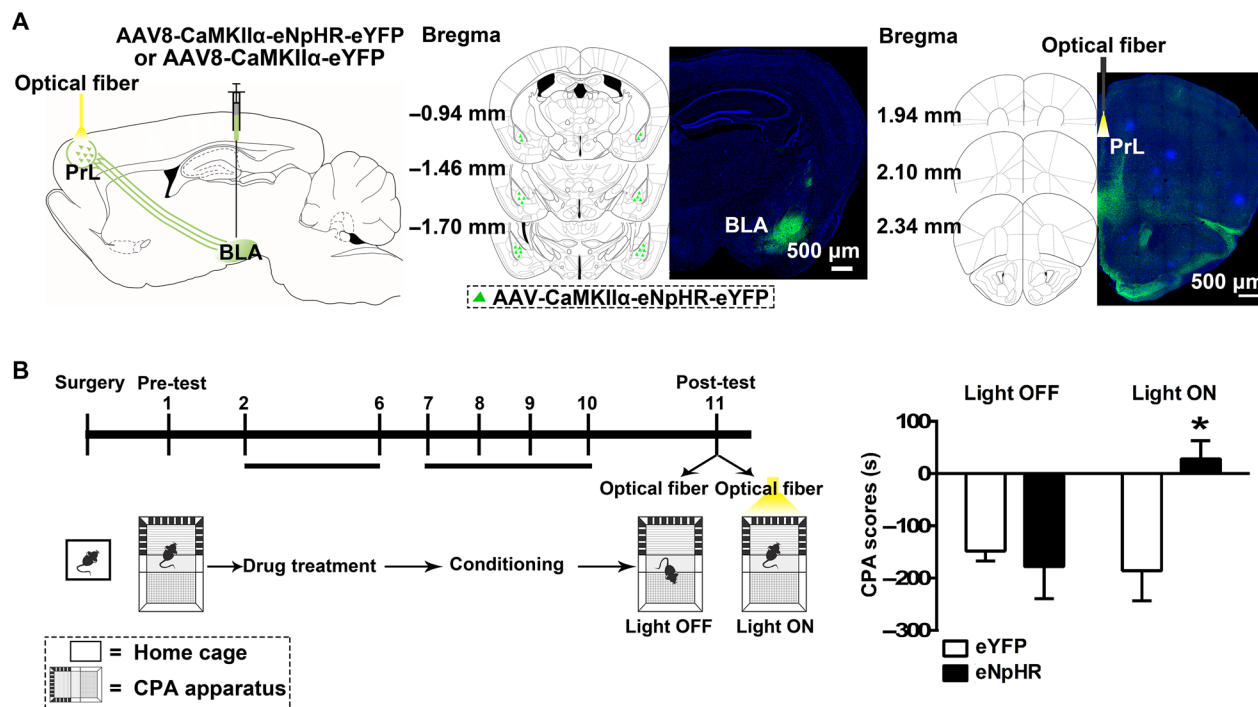 A
AAV8-CaMKIIα-eNpHR-eYFP
or AAV8-CaMKIIα-eYFP
Optical fiber
PrL
BLA
Bregma
–0.94 mm
–1.46 mm
–1.70 mm
BLA
500 µm
▲ AAV-CaMKIIα-eNpHR-eYFP
Bregma
1.94 mm
2.10 mm
2.34 mm
Optical fiber
PrL
500 µm
B
Surgery Pre-test Post-test
1 2 6 7 8 9 10 11
Optical fiber Optical fiber
Drug treatment Conditioning
Light OFF Light ON
= Home cage
= CPA apparatus
Light OFF Light ON
CPA scores (s)
100
0
–100
–200
–300
*
eYFP
eNpHR